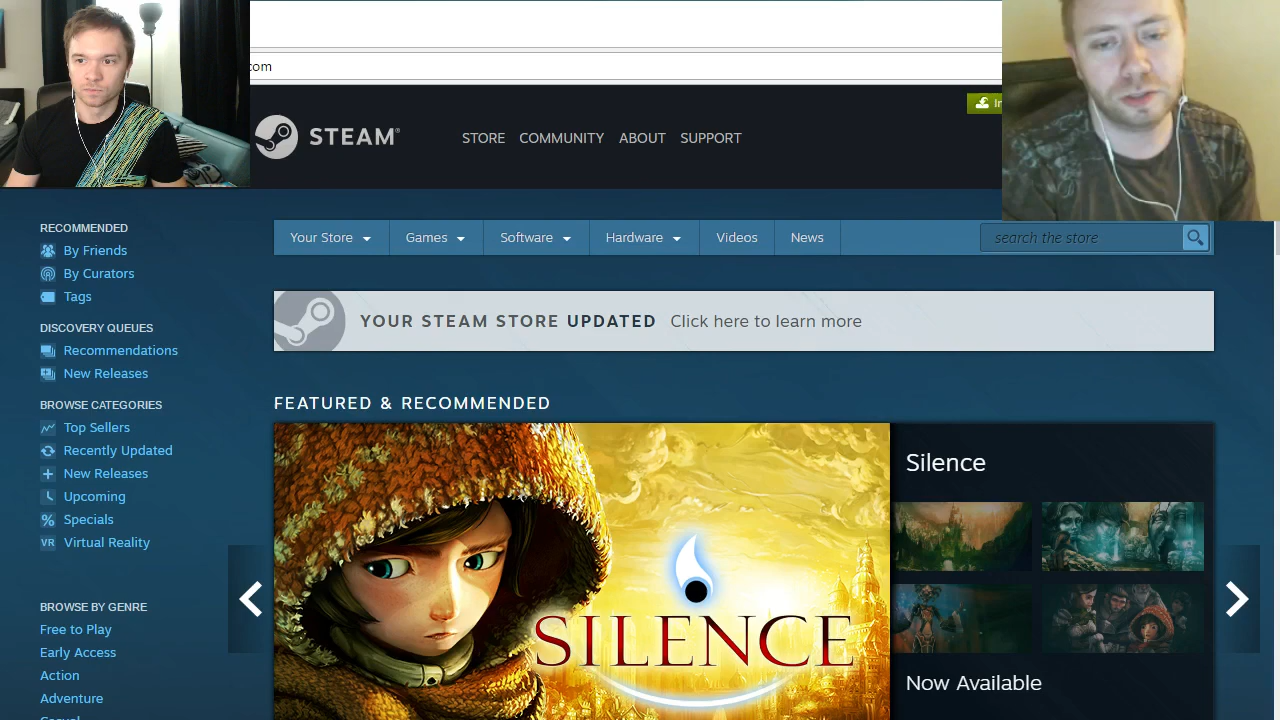 com
In
STEAM®
STORE COMMUNITY ABOUT SUPPORT
RECOMMENDED
By Friends
By Curators
Tags
DISCOVERY QUEUES
Recommendations
New Releases
BROWSE CATEGORIES
Top Sellers
Recently Updated
New Releases
Upcoming
Specials
VR Virtual Reality
BROWSE BY GENRE
Free to Play
Early Access
Action
Adventure
Casual
Your Store Games Software Hardware Videos News search the store
YOUR STEAM STORE UPDATED Click here to learn more
FEATURED & RECOMMENDED
SILENCE
Silence
Now Available